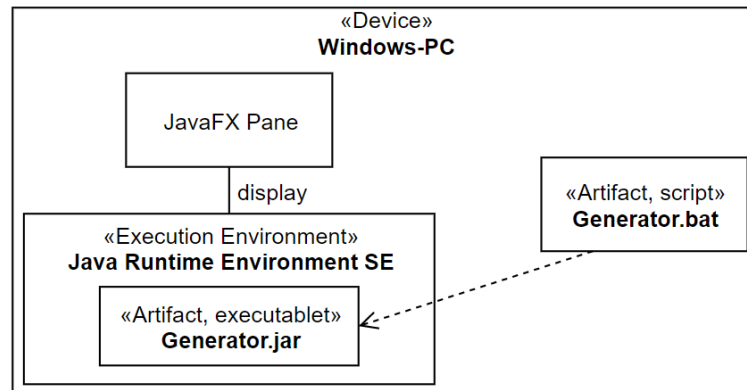 «Device»
Windows-PC
JavaFX Pane
display
«Artifact, script»
Generator.bat
«Execution Environment»
Java Runtime Environment SE
«Artifact, executablet»
Generator.jar